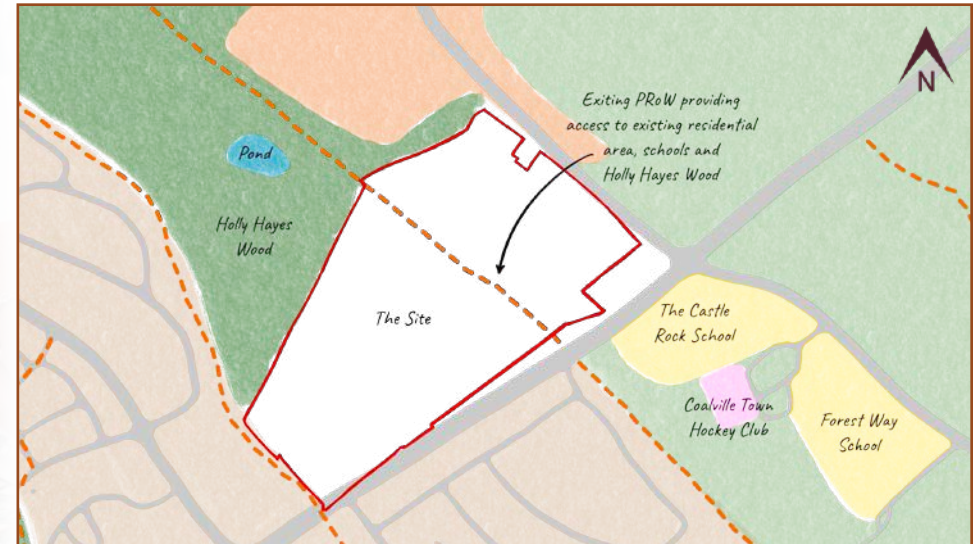 N
Exiting PRoW providing
access to existing residential
area, schools and
Holly Hayes Wood
Pond
Holly Hayes
Wood
The Site
The Castle
Rock School
Coalville Town
Hockey Club
Forest Way
School